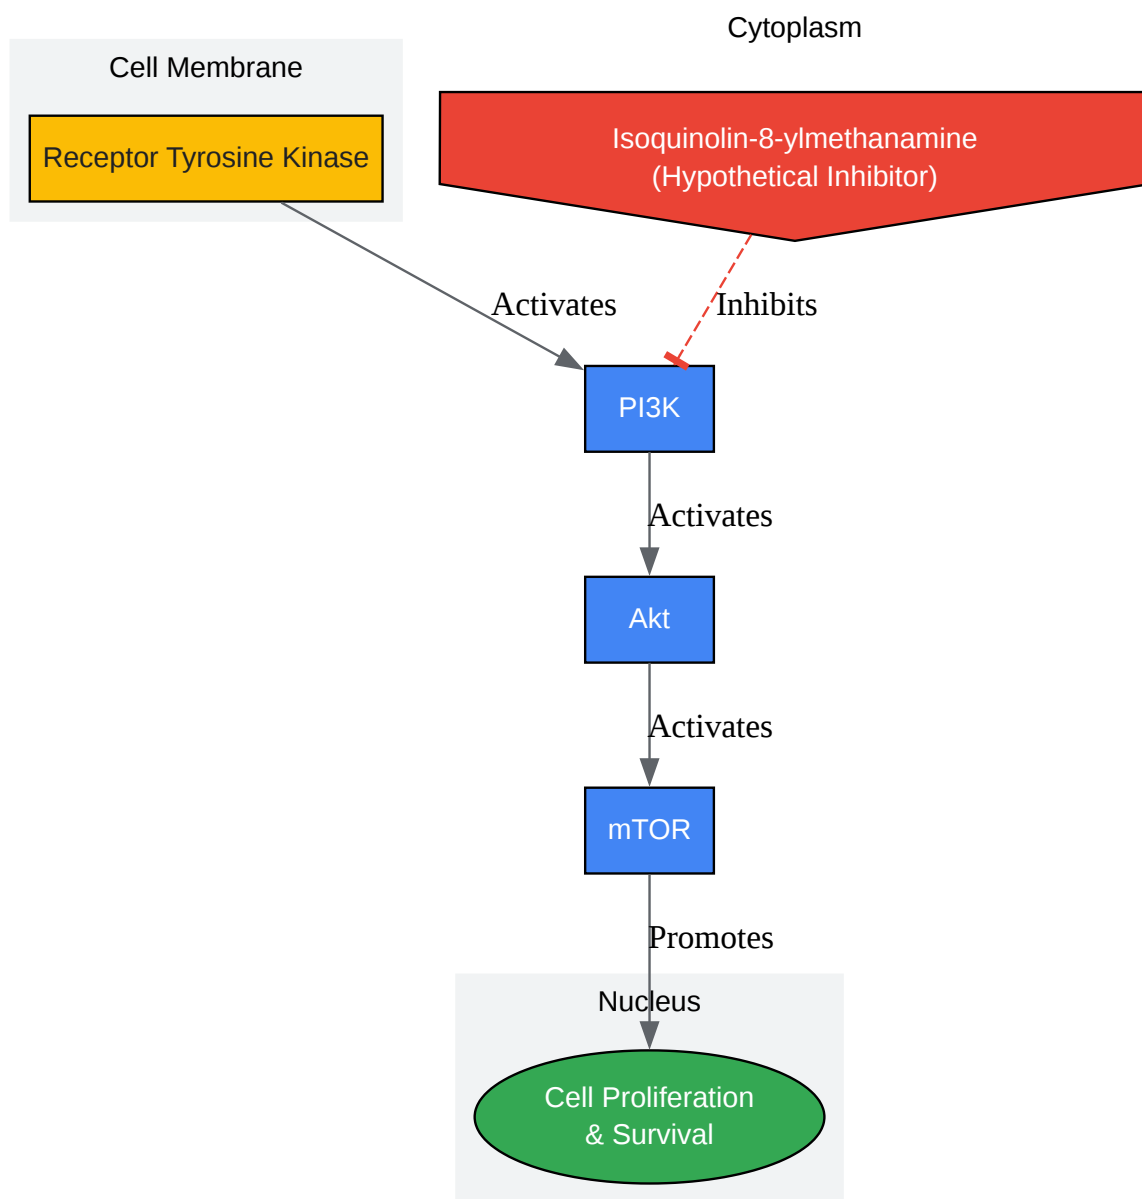 Cytoplasm
Cell Membrane
Receptor Tyrosine Kinase
Isoquinolin-8-ylmethanamine
(Hypothetical Inhibitor)
Activates
Inhibits
PI3K
Activates
Akt
Activates
mTOR
Promotes
Nucleus
Cell Proliferation
& Survival